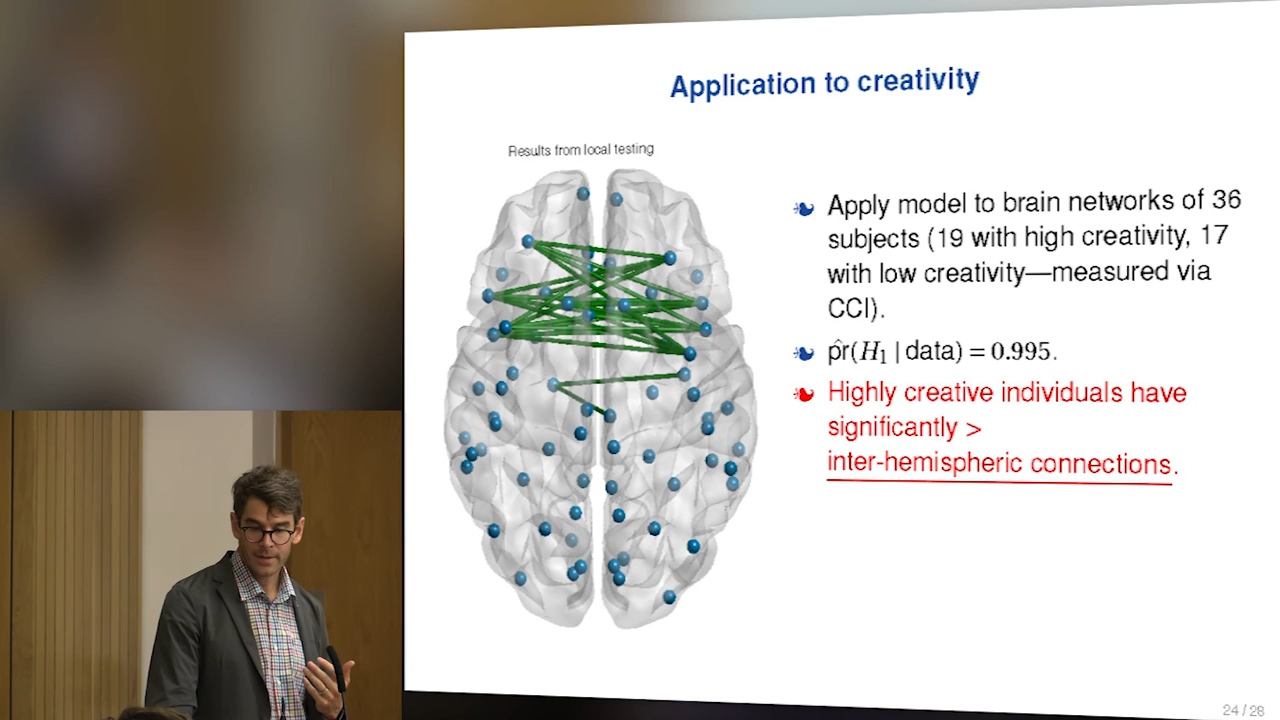 Application to creativity
Results from local testing
Apply model to brain networks of 36
subjects (19 with high creativity, 17
with low creativity—measured via
CCI).
p̂r(H₁ | data) = 0.995.
Highly creative individuals have
significantly >
inter-hemispheric connections.
24 / 28